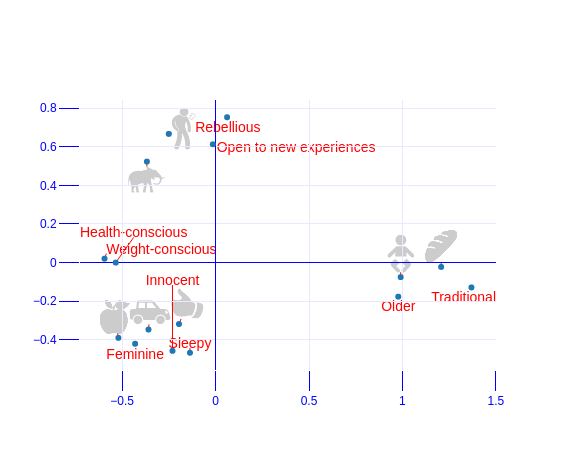 0.8
Rebellious
0.6
Open to new experiences
0.4
0.2
Health-conscious
Weight-conscious
0
Innocent
−0.2
Traditional
Older
−0.4
Sleepy
Feminine
−0.5
0
0.5
1
1.5